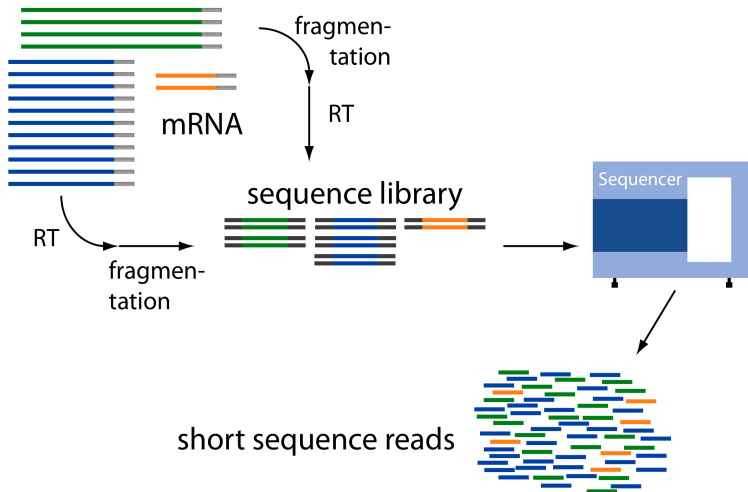 fragmen-
tation
RT
mRNA
sequence library
Sequencer
RT
fragmen-
tation
short sequence reads